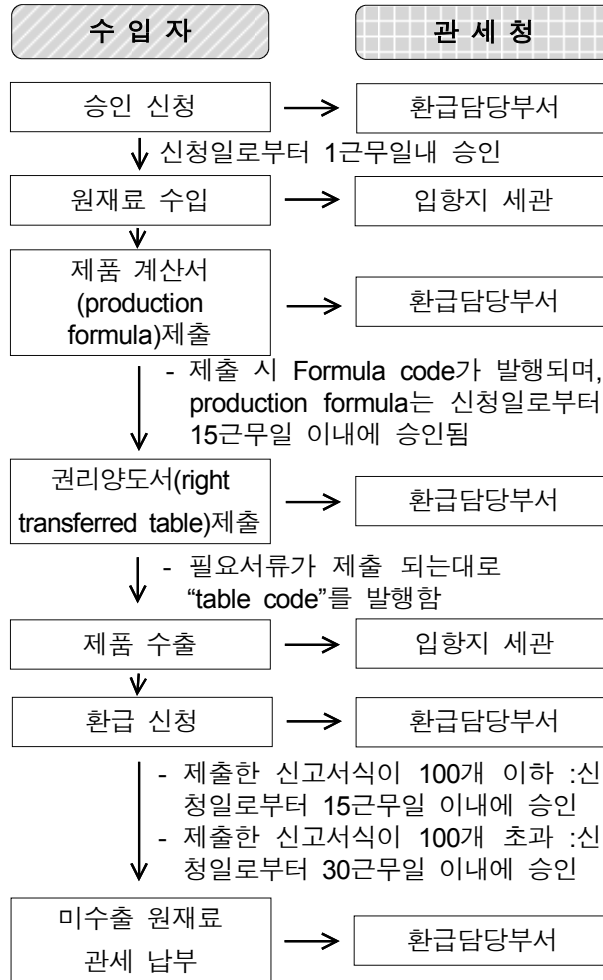 수 입 자
관 세 청
승인 신청
환급담당부서
신청일로부터 1근무일내 승인
원재료 수입
입항지 세관
제품 계산서
(production
formula)제출
환급담당부서
- 제출 시 Formula code가 발행되며,
production formula는 신청일로부터
15근무일 이내에 승인됨
권리양도서(right
transferred table)제출
환급담당부서
- 필요서류가 제출 되는대로
“table code”를 발행함
제품 수출
입항지 세관
환급 신청
환급담당부서
- 제출한 신고서식이 100개 이하 :신
청일로부터 15근무일 이내에 승인
- 제출한 신고서식이 100개 초과 :신
청일로부터 30근무일 이내에 승인
미수출 원재료
관세 납부
환급담당부서